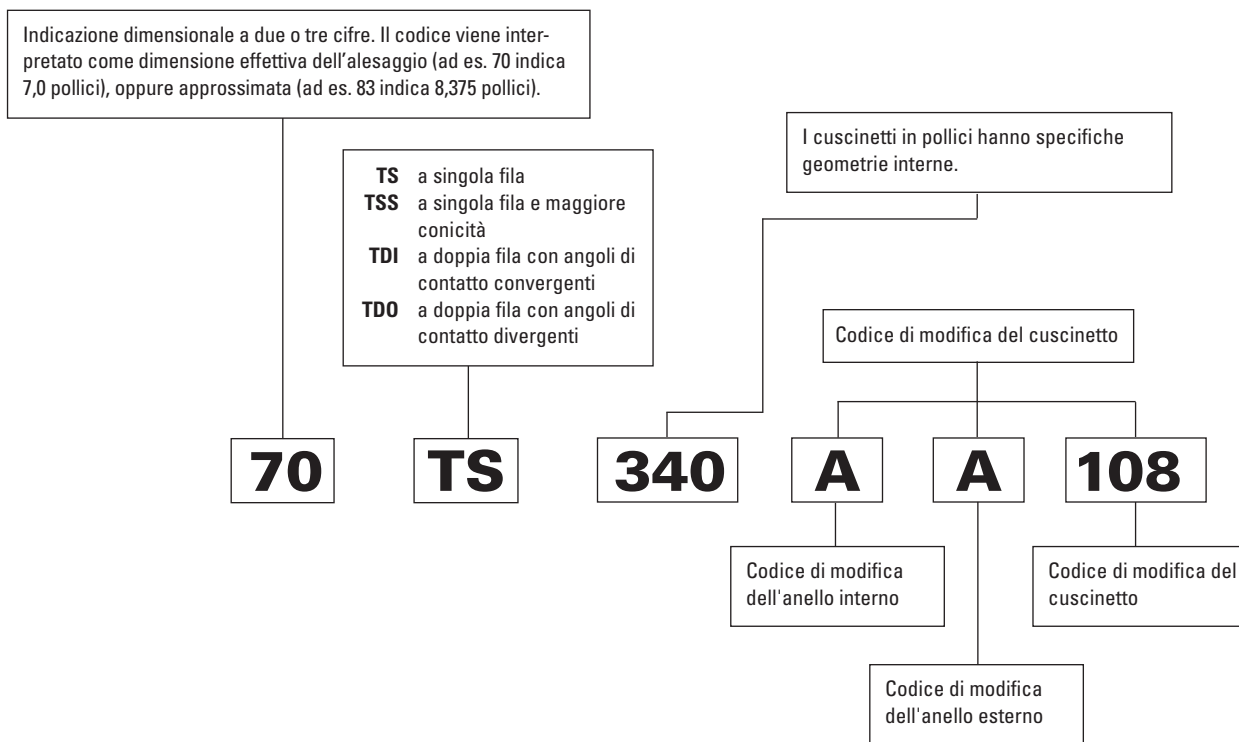 Indicazione dimensionale a due o tre cifre. Il codice viene inter-
pretato come dimensione effettiva dell'alesaggio (ad es. 70 indica
7,0 pollici), oppure approssimata (ad es. 83 indica 8,375 pollici).
I cuscinetti in pollici hanno specifiche
geometrie interne.
TS a singola fila
TSS a singola fila e maggiore
conicità
TDI a doppia fila con angoli di
contatto convergenti
TDO a doppia fila con angoli di
contatto divergenti
Codice di modifica del cuscinetto
70 TS 340 A A 108
Codice di modifica
dell'anello interno
Codice di modifica del
cuscinetto
Codice di modifica
dell'anello esterno